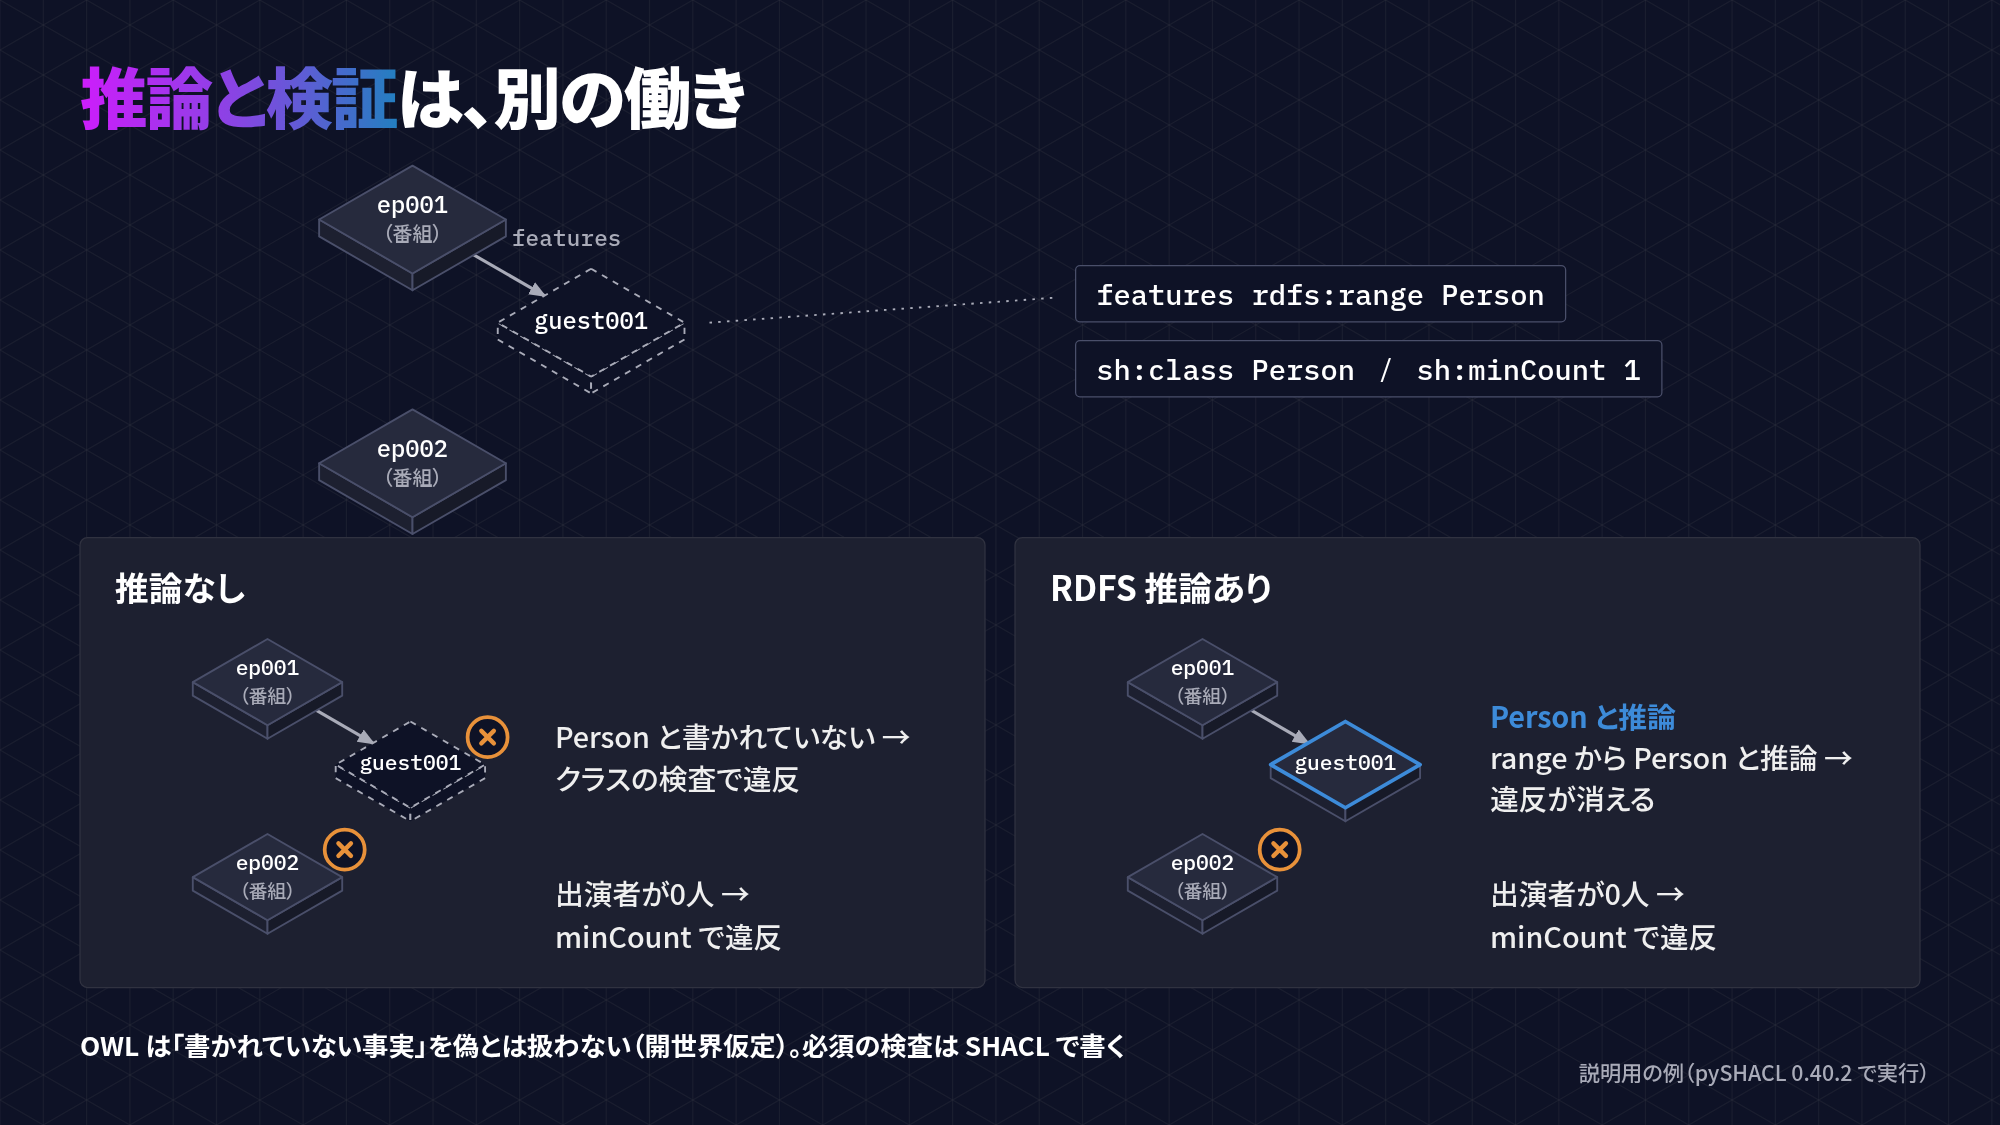 推論と検証は、別の働き
ep001
（番組）
features
guest001
ep002
（番組）
features rdfs:range Person
sh:class Person / sh:minCount 1
推論なし
ep001
（番組）
guest001
ep002
（番組）
Person と書かれていない →
クラスの検査で違反
出演者が0人 →
minCount で違反
RDFS 推論あり
ep001
（番組）
guest001
ep002
（番組）
Person と推論
range から Person と推論 →
違反が消える
出演者が0人 →
minCount で違反
OWL は「書かれていない事実」を偽とは扱わない（開世界仮定）。必須の検査は SHACL で書く
説明用の例（pySHACL 0.40.2 で実行）